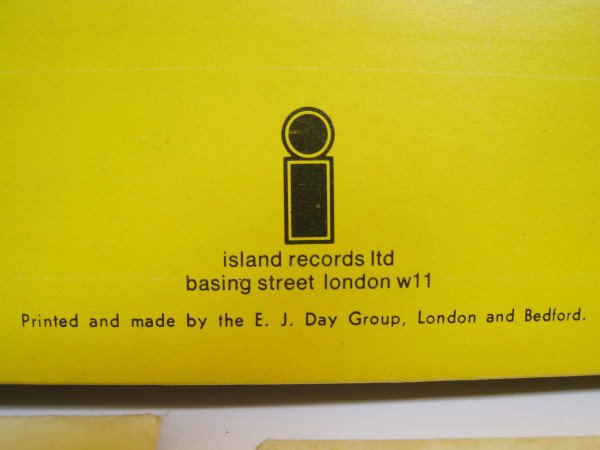 island records ltd
basing street london w11
Printed and made by the E. J. Day Group, London and Bedford.